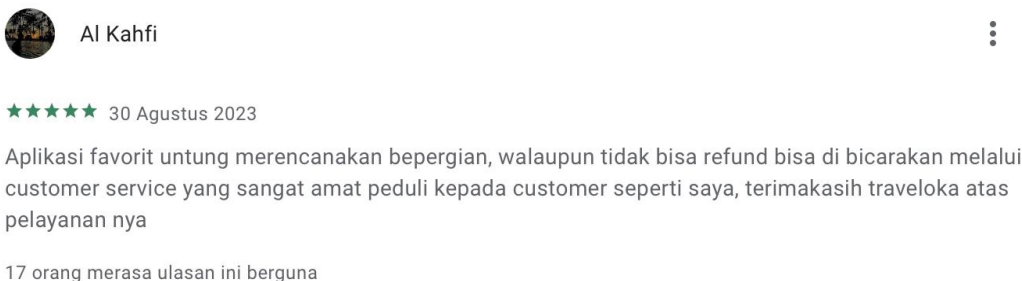 Al Kahfi
★★★★★ 30 Agustus 2023
Aplikasi favorit untung merencanakan bepergian, walaupun tidak bisa refund bisa di bicarakan melalui
customer service yang sangat amat peduli kepada customer seperti saya, terimakasih traveloka atas
pelayanan nya
17 orang merasa ulasan ini berguna